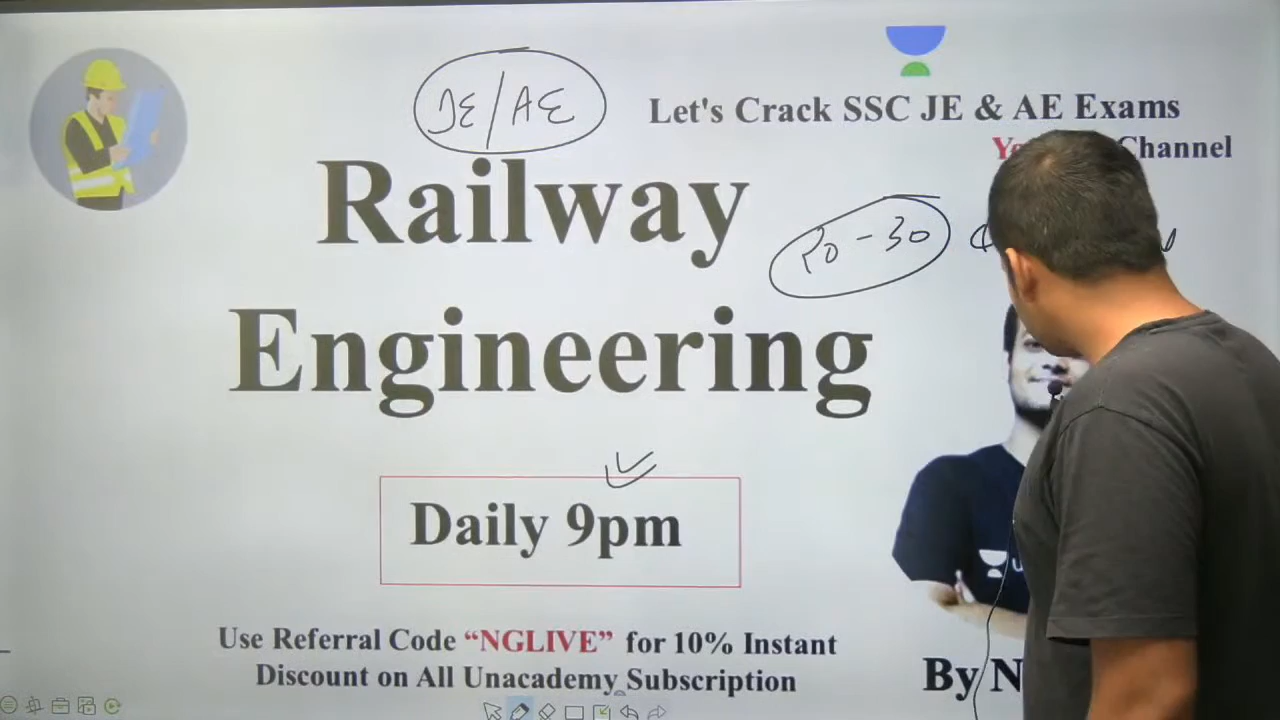 JE/AE
Let's Crack SSC JE & AE Exams
Channel
Railway
20-30
Engineering
Daily 9pm
Use Referral Code “NGLIVE” for 10% Instant
Discount on All Unacademy Subscription
By N